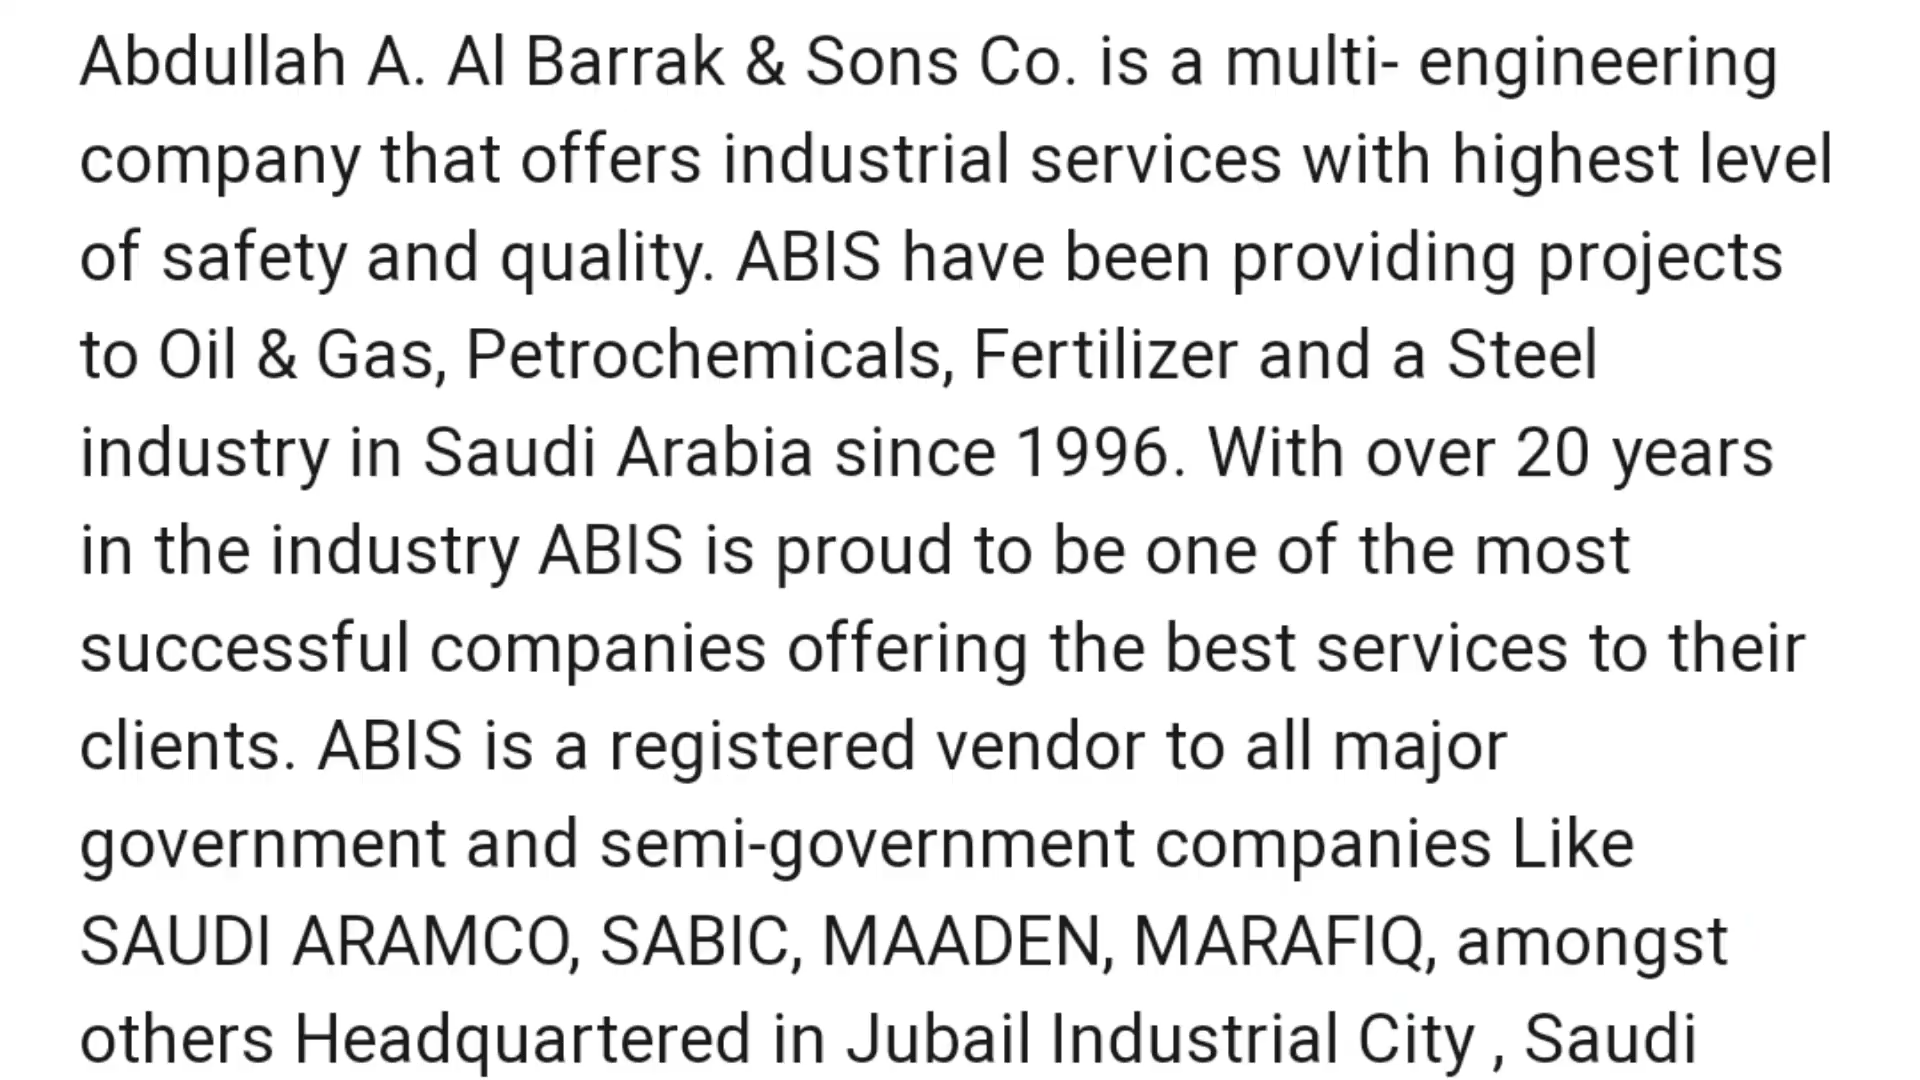 Abdullah A. Al Barrak & Sons Co. is a multi- engineering
company that offers industrial services with highest level
of safety and quality. ABIS have been providing projects
to Oil & Gas, Petrochemicals, Fertilizer and a Steel
industry in Saudi Arabia since 1996. With over 20 years
in the industry ABIS is proud to be one of the most
successful companies offering the best services to their
clients. ABIS is a registered vendor to all major
government and semi-government companies Like
SAUDI ARAMCO, SABIC, MAADEN, MARAFIQ, amongst
others Headquartered in Jubail Industrial City , Saudi